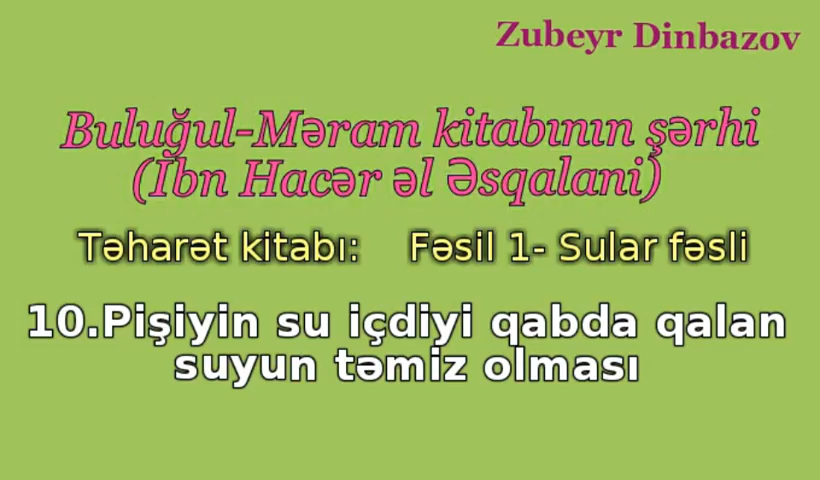 Zubeyr Dinbazov
Buluğul-Məram kitabının şərhi
(İbn Hacər əl Əsqalani)
Təharət kitabı: Fəsil 1- Sular fəsli
10.Pişiyin su içdiyi qabda qalan
suyun təmiz olması